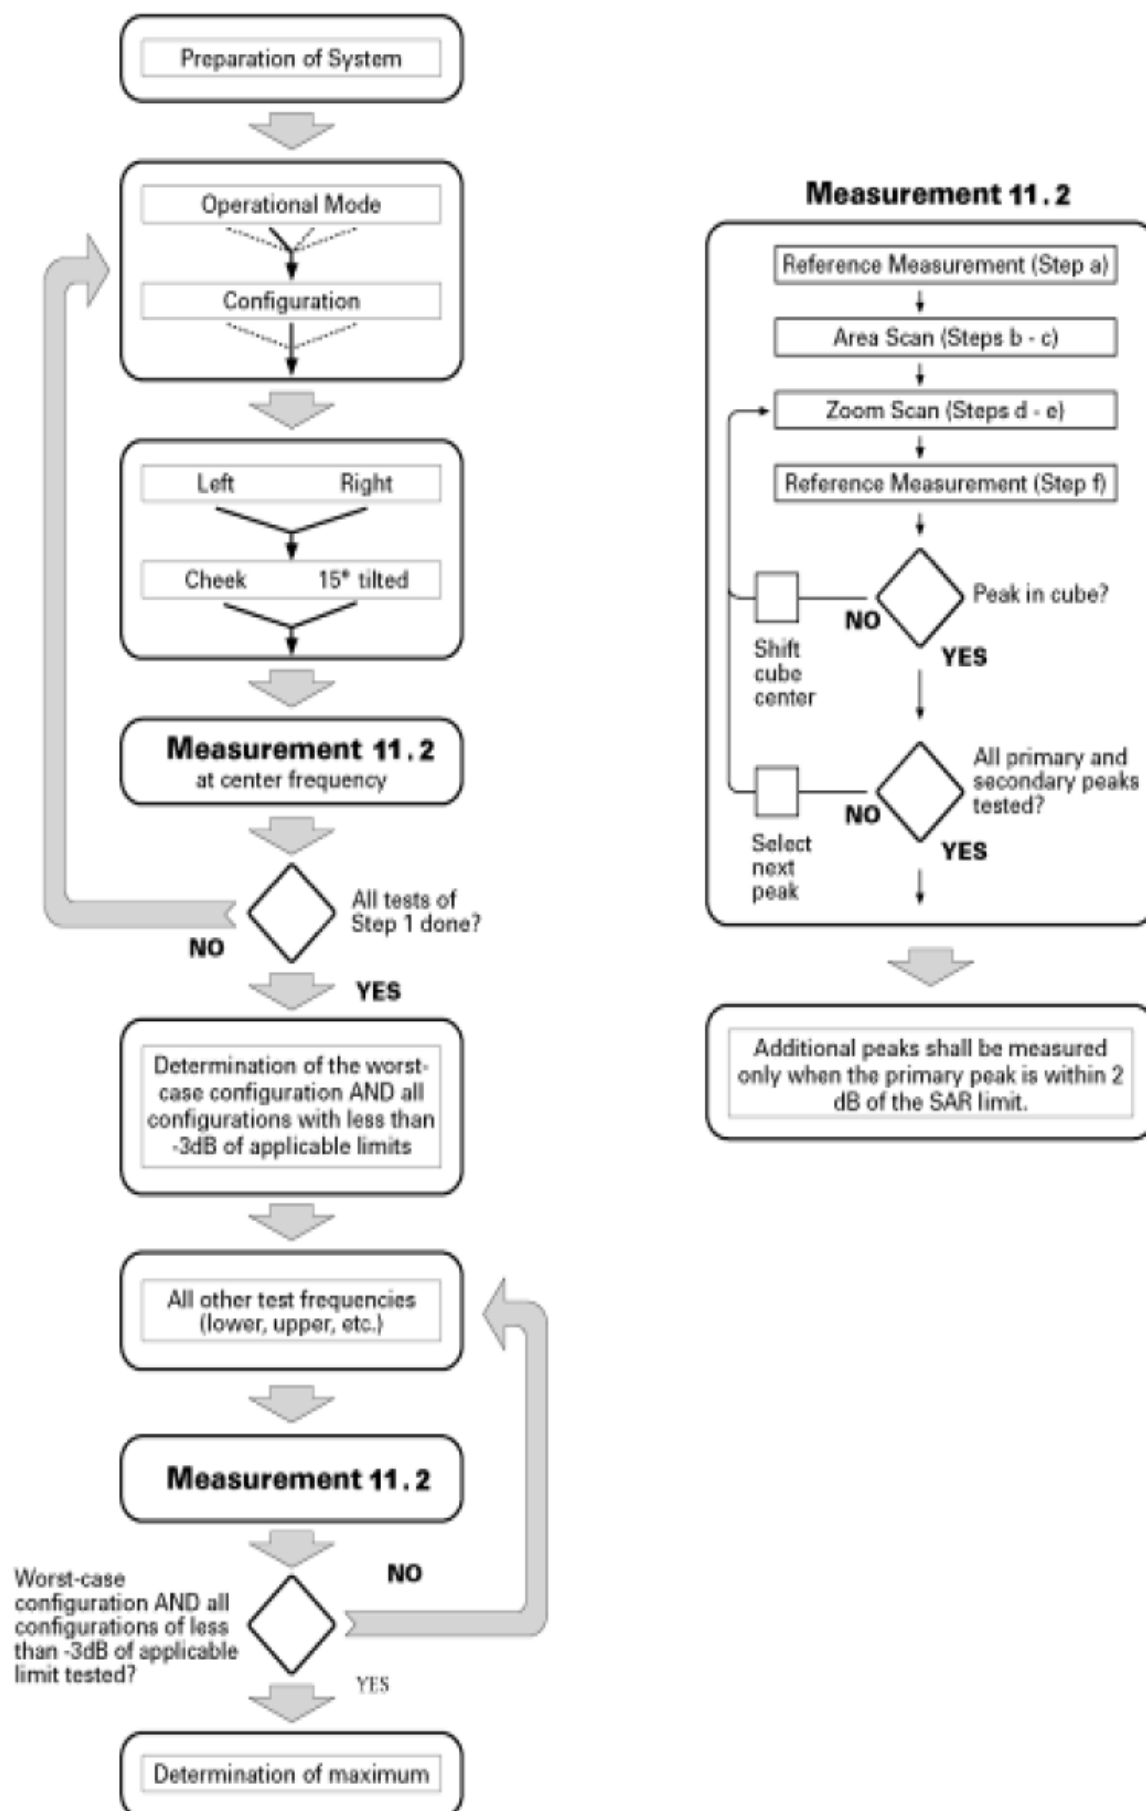 Preparation of System
Operational Mode
Configuration
Left Right
Cheek 15° tilted
Measurement 11.2
at center frequency
All tests of
Step 1 done?
NO
YES
Determination of the worst-
case configuration AND all
configurations with less than
-3dB of applicable limits
All other test frequencies
(lower, upper, etc.)
Measurement 11.2
NO
Worst-case
configuration AND all
configurations of less
than -3dB of applicable
limit tested?
YES
Determination of maximum
Measurement 11.2
Reference Measurement (Step a)
Area Scan (Steps b - c)
Zoom Scan (Steps d - e)
Reference Measurement (Step f)
Peak in cube?
NO
Shift
cube
center
YES
All primary and
secondary peaks
tested?
NO
Select
next
peak
YES
Additional peaks shall be measured
only when the primary peak is within 2
dB of the SAR limit.